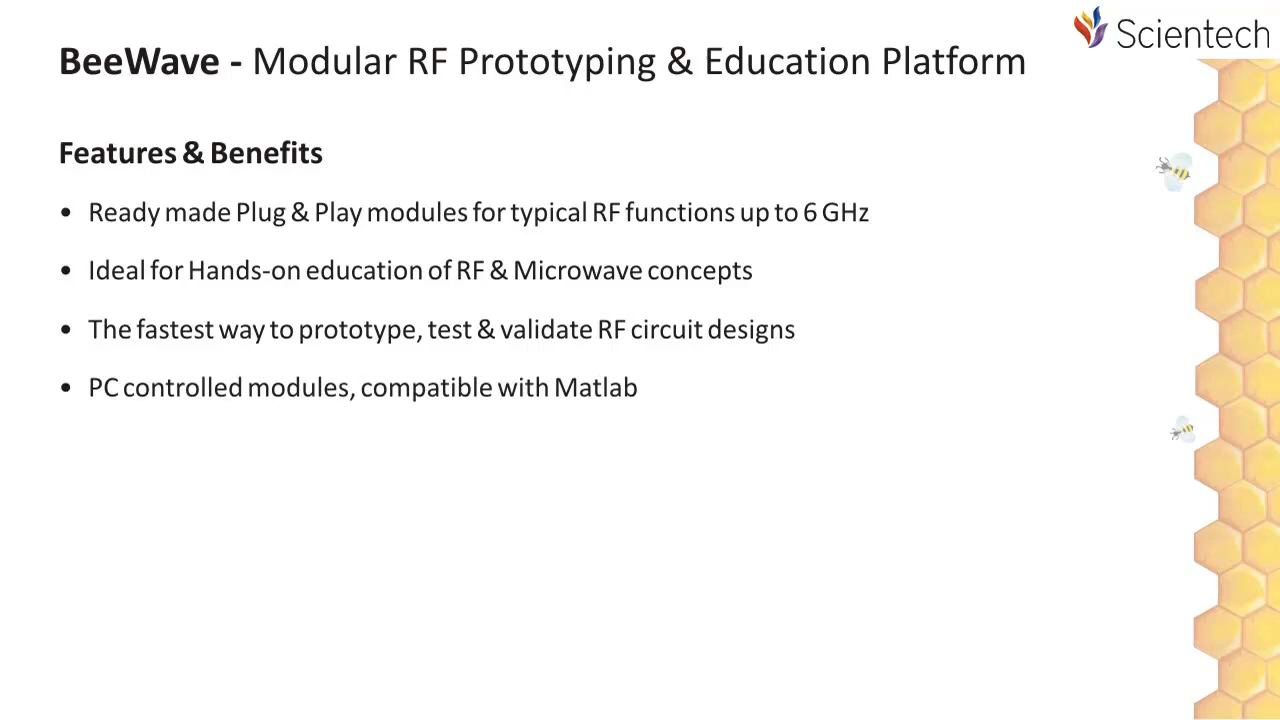 Scientech
BeeWave - Modular RF Prototyping & Education Platform
Features & Benefits
• Ready made Plug & Play modules for typical RF functions up to 6 GHz
• Ideal for Hands-on education of RF & Microwave concepts
• The fastest way to prototype, test & validate RF circuit designs
• PC controlled modules, compatible with Matlab